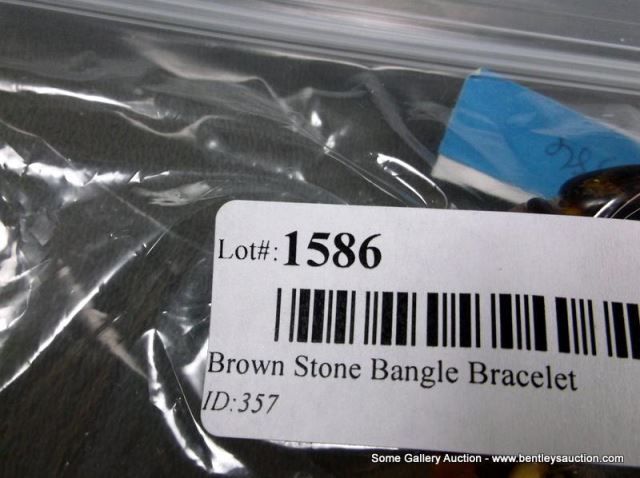 Lot#: 1586
Brown Stone Bangle Bracelet
ID:357
Some Gallery Auction - www.bentleysauction.com